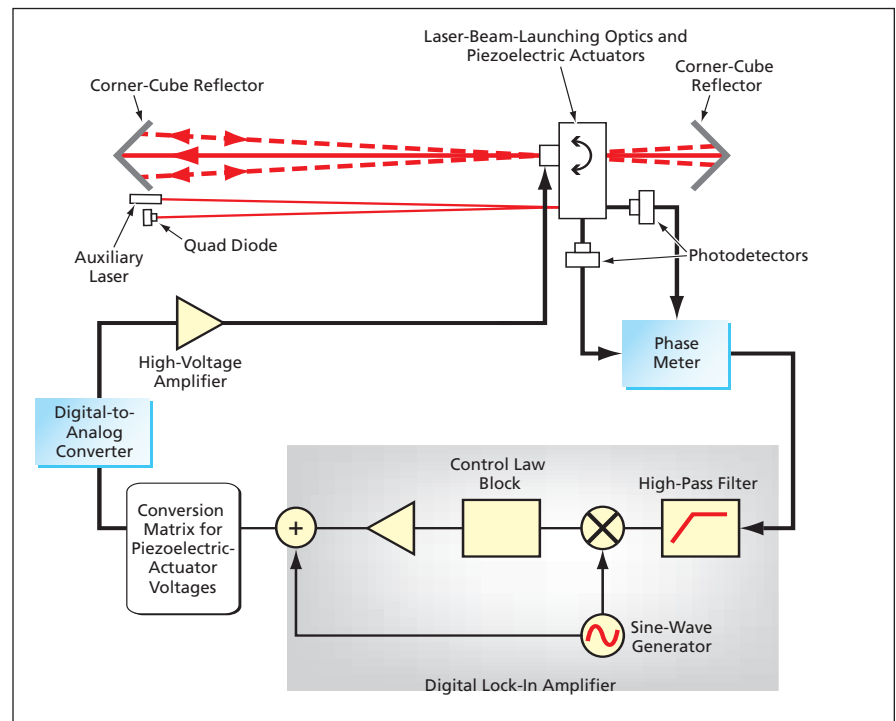 Laser-Beam-Launching Optics and
Piezoelectric Actuators
Corner-Cube Reflector
Corner-Cube
Reflector
Auxiliary
Laser
Quad Diode
Photodetectors
High-Voltage
Amplifier
Phase
Meter
Digital-to-
Analog
Converter
Conversion
Matrix for
Piezoelectric-
Actuator
Voltages
+
Control Law
Block
High-Pass Filter
Sine-Wave
Generator
Digital Lock-In Amplifier